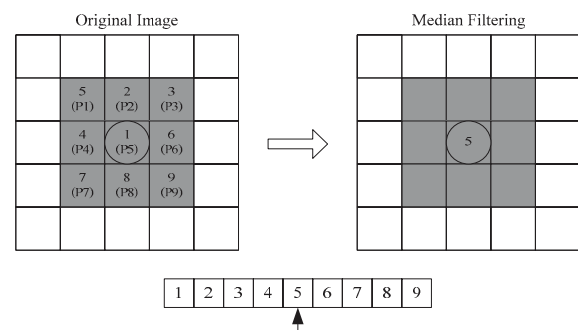 Original Image
Median Filtering
5 2 3
(P1) (P2) (P3)
4 1 6
(P4) (P5) (P6)
7 8 9
(P7) (P8) (P9)
5
1 2 3 4 5 6 7 8 9